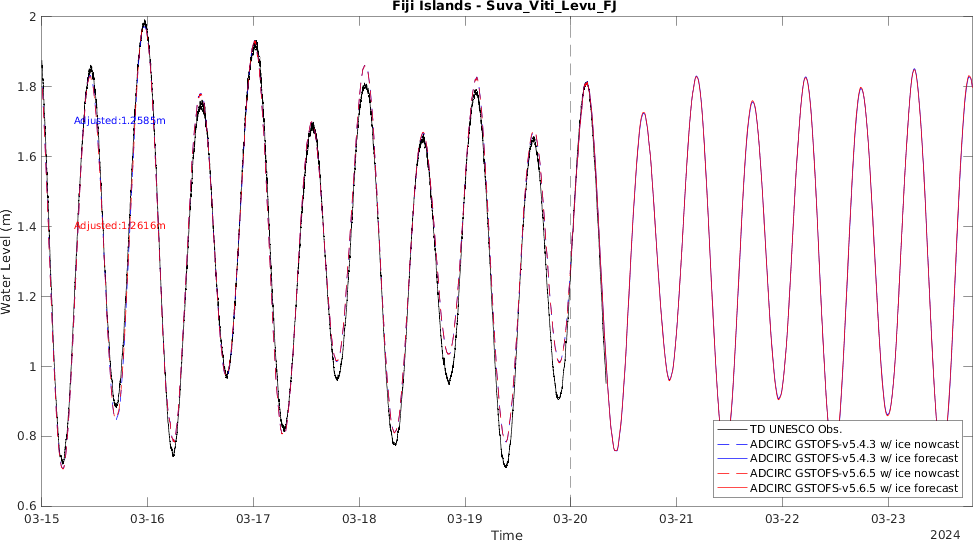 Fiji Islands - Suva_Viti_Levu_FJ
2
1.8
1.6
1.4
1.2
1
0.8
0.6
Water Level (m)
Adjusted:1.2585m
Adjusted:1.2616m
TD UNESCO Obs.
ADCIRC GSTOFS-v5.4.3 w/ ice nowcast
ADCIRC GSTOFS-v5.4.3 w/ ice forecast
ADCIRC GSTOFS-v5.6.5 w/ ice nowcast
ADCIRC GSTOFS-v5.6.5 w/ ice forecast
03-15 03-16 03-17 03-18 03-19 03-20 03-21 03-22 03-23
Time
2024